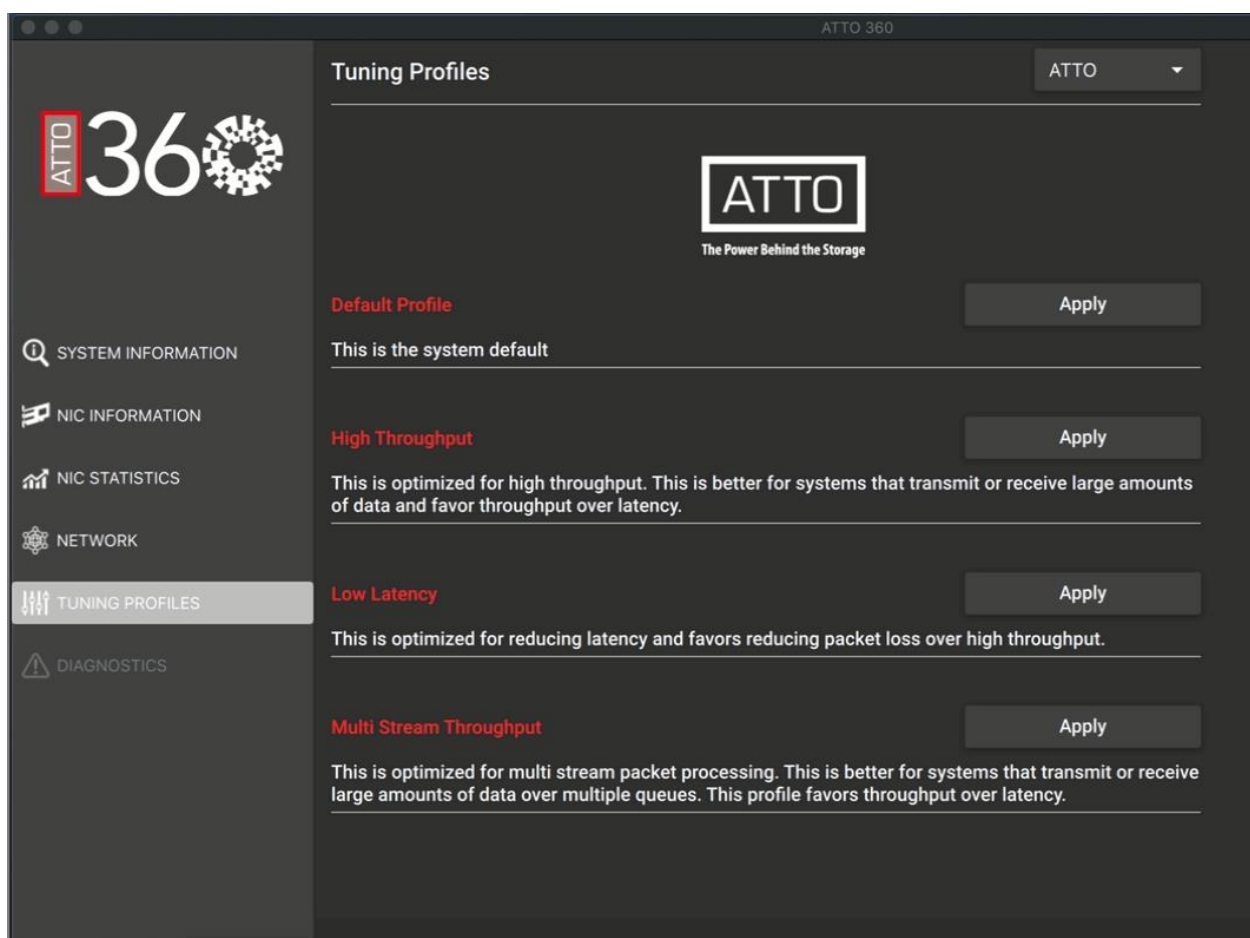 ATTO 360
ATTO 360
SYSTEM INFORMATION
NIC INFORMATION
NIC STATISTICS
NETWORK
TUNING PROFILES
DIAGNOSTICS
Tuning Profiles
ATTO
ATTO
The Power Behind the Storage
Default Profile
Apply
This is the system default
High Throughput
Apply
This is optimized for high throughput. This is better for systems that transmit or receive large amounts
of data and favor throughput over latency.
Low Latency
Apply
This is optimized for reducing latency and favors reducing packet loss over high throughput.
Multi Stream Throughput
Apply
This is optimized for multi stream packet processing. This is better for systems that transmit or receive
large amounts of data over multiple queues. This profile favors throughput over latency.